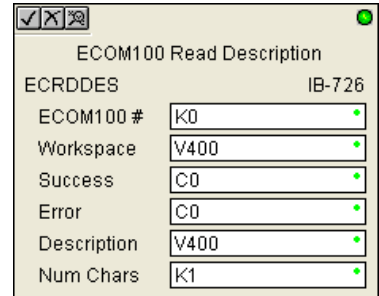 ECOM100 Read Description
ECRDDES IB-726
ECOM100 # K0
Workspace V400
Success C0
Error C0
Description V400
Num Chars K1